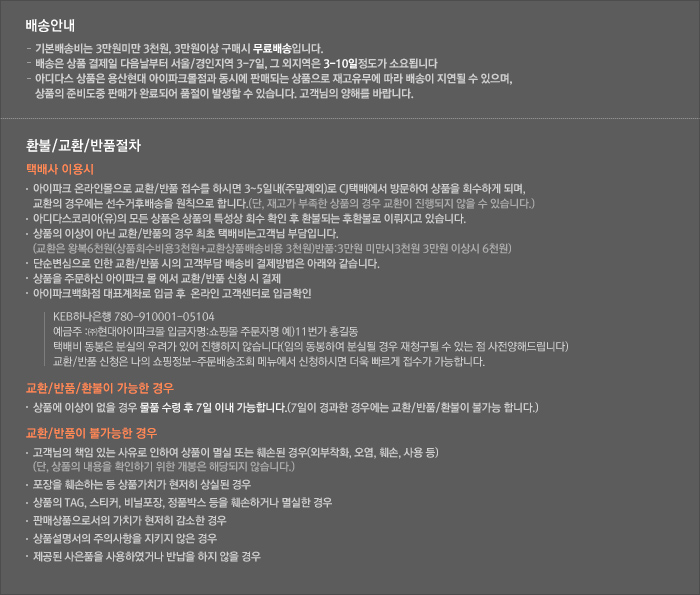 배송안내
- 기본배송비는 3만원미만 3천원, 3만원이상 구매시 무료배송입니다.
- 배송은 상품 결제일 다음날부터 서울/경인지역 3-7일, 그 외지역은 3-10일정도가 소요됩니다
- 아디다스 상품은 용산현대 아이파크몰점과 동시에 판매되는 상품으로 재고유무에 따라 배송이 지연될 수 있으며,
상품의 준비도중 판매가 완료되어 품절이 발생할 수 있습니다. 고객님의 양해를 바랍니다.
환불/교환/반품절차
택배사 이용시
· 아이파크 온라인몰으로 교환/반품 접수를 하시면 3~5일내(주말제외)로 CJ택배에서 방문하여 상품을 회수하게 되며,
교환의 경우에는 선수거후배송을 원칙으로 합니다.(단, 재고가 부족한 상품의 경우 교환이 진행되지 않을 수 있습니다.)
· 아디다스코리아(유)의 모든 상품은 상품의 특성상 회수 확인 후 환불되는 후환불로 이뤄지고 있습니다.
· 상품의 이상이 아닌 교환/반품의 경우 최초 택배비는고객님 부담입니다.
(교환은 왕복6천원(상품회수비용3천원+교환상품배송비용 3천원)반품:3만원 미만시3천원 3만원 이상시 6천원)
· 단순변심으로 인한 교환/반품 시의 고객부담 배송비 결제방법은 아래와 같습니다.
· 상품을 주문하신 아이파크 몰 에서 교환/반품 신청 시 결제
· 아이파크백화점 대표계좌로 입금 후 온라인 고객센터로 입금확인
KEB하나은행 780-910001-05104
예금주 :㈜현대아이파크몰 입금자명:쇼핑몰 주문자명 예)11번가 홍길동
택배비 동봉은 분실의 우려가 있어 진행하지 않습니다(임의 동봉하여 분실될 경우 재청구될 수 있는 점 사전양해드립니다)
교환/반품 신청은 나의 쇼핑정보-주문배송조회 메뉴에서 신청하시면 더욱 빠르게 접수가 가능합니다.
교환/반품/환불이 가능한 경우
· 상품에 이상이 없을 경우 물품 수령 후 7일 이내 가능합니다.(7일이 경과한 경우에는 교환/반품/환불이 불가능 합니다.)
교환/반품이 불가능한 경우
· 고객님의 책임 있는 사유로 인하여 상품이 멸실 또는 훼손된 경우(외부착화, 오염, 훼손, 사용 등)
(단, 상품의 내용을 확인하기 위한 개봉은 해당되지 않습니다.)
· 포장을 훼손하는 등 상품가치가 현저히 상실된 경우
· 상품의 TAG, 스티커, 비닐포장, 정품박스 등을 훼손하거나 멸실한 경우
· 판매상품으로서의 가치가 현저히 감소한 경우
· 상품설명서의 주의사항을 지키지 않은 경우
· 제공된 사은품을 사용하였거나 반납을 하지 않을 경우